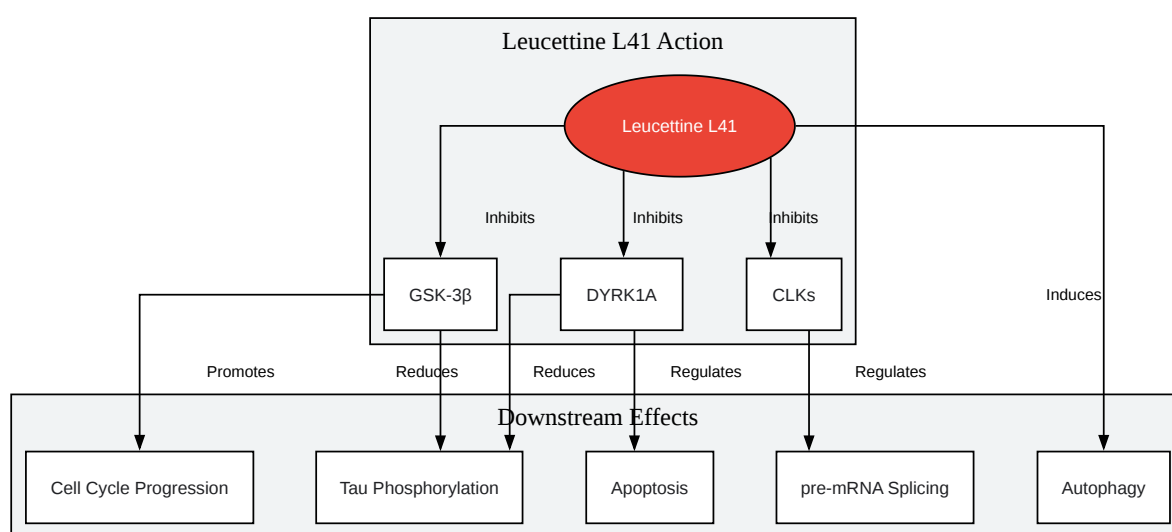 Leucettine L41 Action
Leucettine L41
Inhibits
Inhibits
Inhibits
GSK-3β
DYRK1A
CLKs
Induces
Promotes
Reduces
Reduces
Regulates
Regulates
Downstream Effects
Cell Cycle Progression
Tau Phosphorylation
Apoptosis
pre-mRNA Splicing
Autophagy